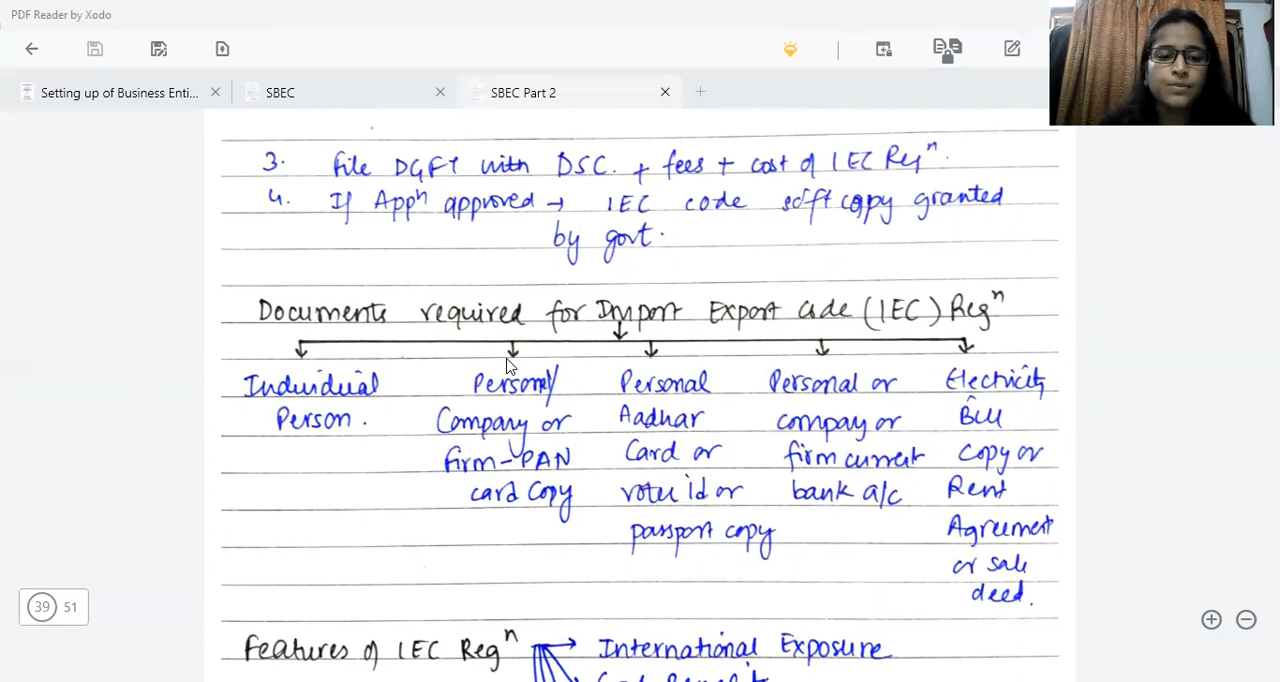 PDF Reader by Xodo
Setting up of Business Enti...
SBEC
SBEC Part 2
3. File DGFT with DSC. + fees + cost of IEC Regn.
4. If Appn approved → IEC code soft copy granted
by govt.
Documents required for Import Export Code (IEC) Regn
Individual
Person.
Personal/
Company or
firm-PAN
card Copy
Personal
Aadhar
Card or
voter id or
passport copy
Personal or
compay or
firm current
bank a/c
Electricity
Bill
copy or
Rent
Agreement
or sale
deed.
39 51
Features of IEC Regn → International Exposure